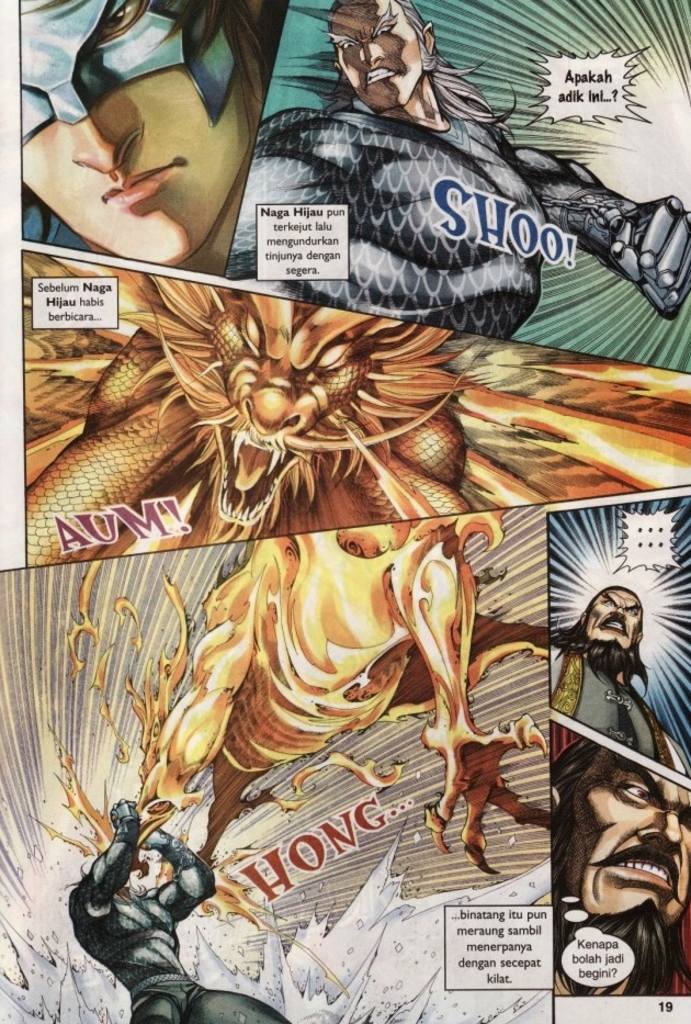 Apakah
adik ini...?
SHOO!
Naga Hijau pun
terkejut lalu
mengundurkan
tinjunya dengan
segera.
Sebelum Naga
Hijau habis
berbicara...
AUM!
... ...
HONG...
...binatang itu pun
meraung sambil
menerpanya
dengan secepat
kilat.
Kenapa
bolah jadi
begini?
19